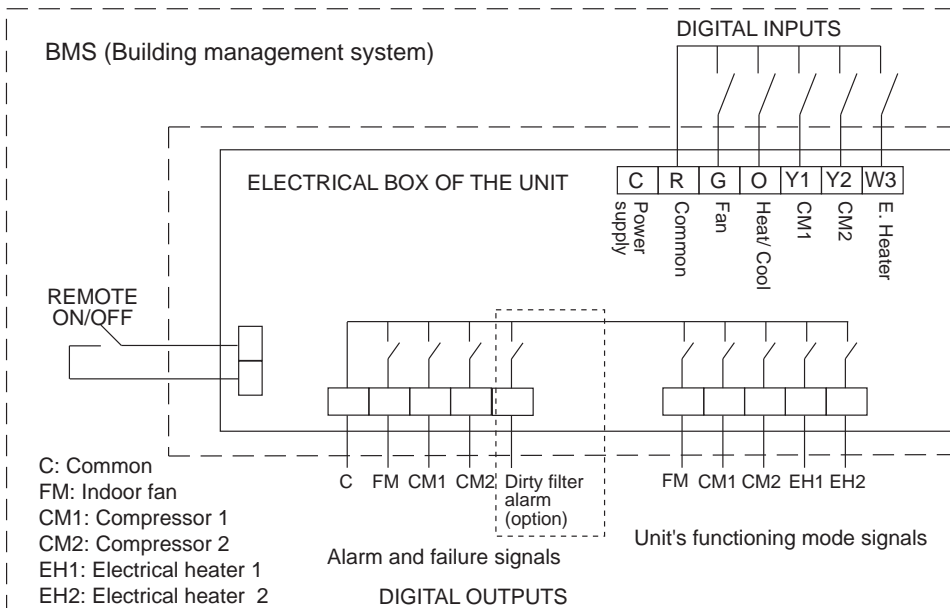 DIGITAL INPUTS
BMS (Building management system)
ELECTRICAL BOX OF THE UNIT
C R G O Y1 Y2 W3
Power
supply
Common
Fan
Heat/ Cool
CM1
CM2
E. Heater
REMOTE
ON/OFF
C FM CM1 CM2 Dirty filter
alarm
(option)
FM CM1 CM2 EH1 EH2
Alarm and failure signals
Unit's functioning mode signals
DIGITAL OUTPUTS
C: Common
FM: Indoor fan
CM1: Compressor 1
CM2: Compressor 2
EH1: Electrical heater 1
EH2: Electrical heater 2